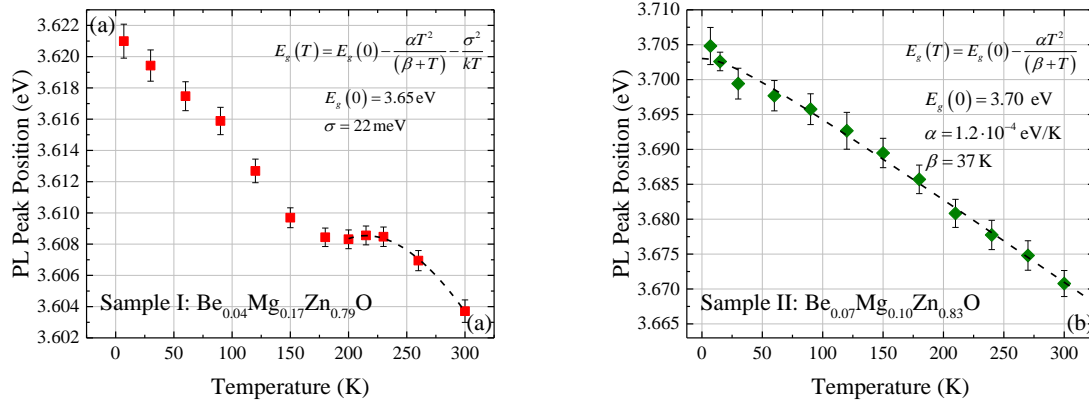 (a)
3.622
3.620
3.618
3.616
3.614
3.612
3.610
3.608
3.606
3.604
3.602
PL Peak Position (eV)
E_g(T) = E_g(0) - αT²/(β+T) - σ²/kT
E_g(0) = 3.65 eV
σ = 22 meV
Sample I: Be₀.₀₄Mg₀.₁₇Zn₀.₇₉O
(a)
0 50 100 150 200 250 300
Temperature (K)
3.710
3.705
3.700
3.695
3.690
3.685
3.680
3.675
3.670
3.665
PL Peak Position (eV)
E_g(T) = E_g(0) - αT²/(β+T)
E_g(0) = 3.70 eV
α = 1.2·10⁻⁴ eV/K
β = 37 K
Sample II: Be₀.₀₇Mg₀.₁₀Zn₀.₈₃O
(b)
0 50 100 150 200 250 300
Temperature (K)